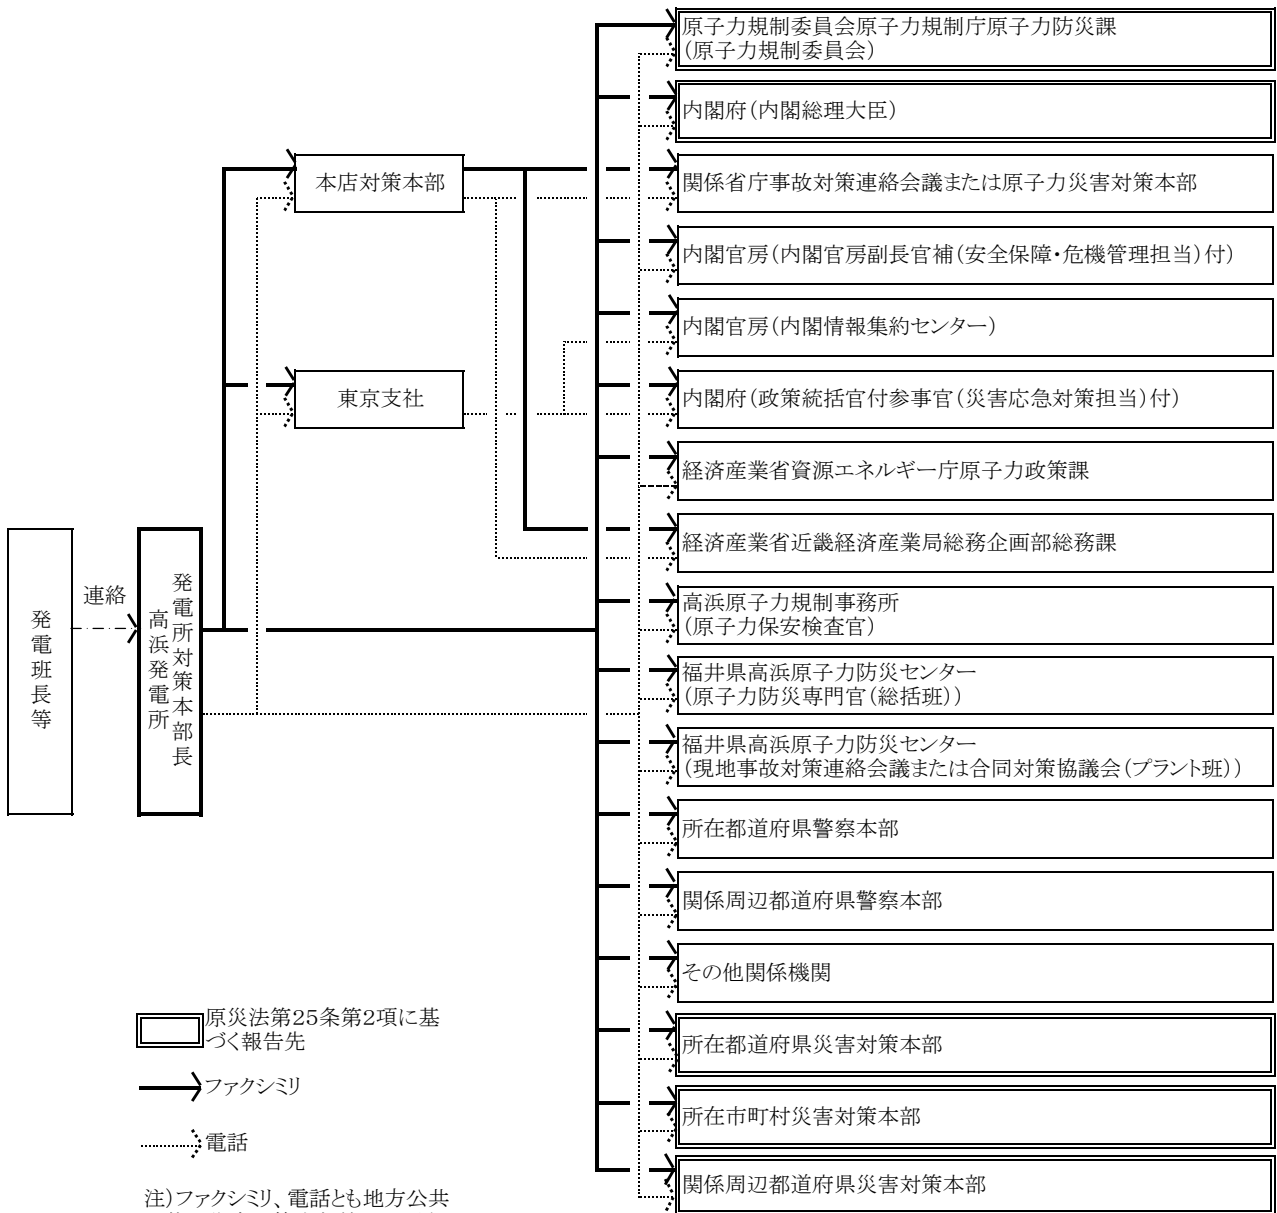 原子力規制委員会原子力規制庁原子力防災課
(原子力規制委員会)
内閣府(内閣総理大臣)
本店対策本部
関係省庁事故対策連絡会議または原子力災害対策本部
内閣官房(内閣官房副長官補(安全保障・危機管理担当)付)
内閣官房(内閣情報集約センター)
東京支社
内閣府(政策統括官付参事官(災害応急対策担当)付)
経済産業省資源エネルギー庁原子力政策課
経済産業省近畿経済産業局総務企画部総務課
発電班長等
連絡
発電所対策本部長
高浜発電所
高浜原子力規制事務所
(原子力保安検査官)
福井県高浜原子力防災センター
(原子力防災専門官(総括班))
福井県高浜原子力防災センター
(現地事故対策連絡会議または合同対策協議会(プラント班))
所在都道府県警察本部
関係周辺都道府県警察本部
その他関係機関
所在都道府県災害対策本部
所在市町村災害対策本部
関係周辺都道府県災害対策本部
原災法第25条第2項に基
づく報告先
ファクシミリ
電話
注)ファクシミリ、電話とも地方公共